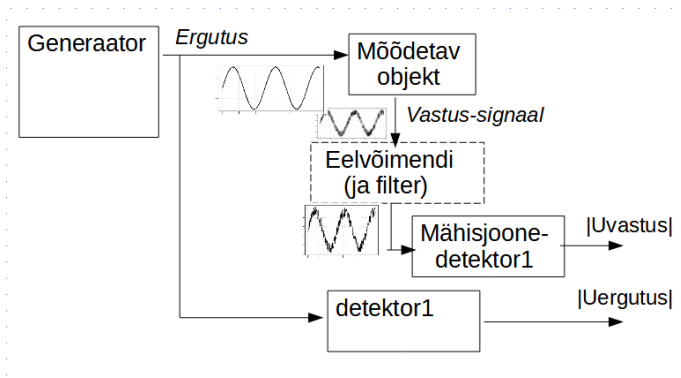 Generaator
Ergutus
Mõõdetav
objekt
Vastus-signaal
Eelvõimendi
(ja filter)
Mähisjoone-
detektor1
|Uvastus|
detektor1
|Uergutus|